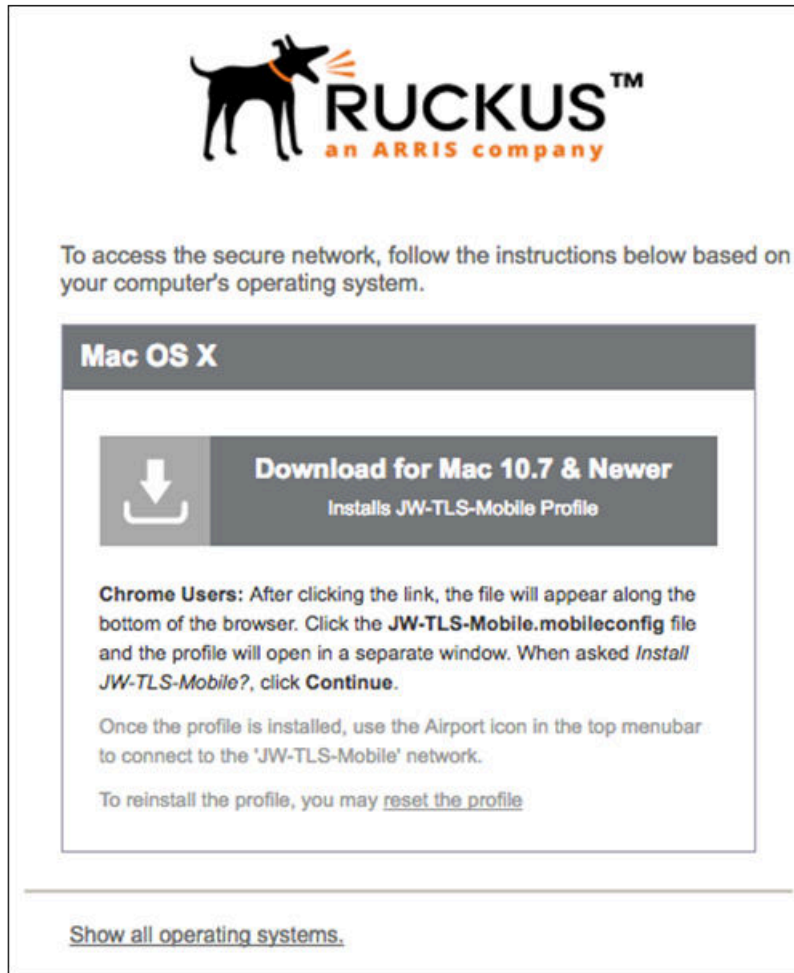 RUCKUS™
an ARRIS company
To access the secure network, follow the instructions below based on
your computer's operating system.
Mac OS X
Download for Mac 10.7 & Newer
Installs JW-TLS-Mobile Profile
Chrome Users: After clicking the link, the file will appear along the
bottom of the browser. Click the JW-TLS-Mobile.mobileconfig file
and the profile will open in a separate window. When asked Install
JW-TLS-Mobile?, click Continue.
Once the profile is installed, use the Airport icon in the top menubar
to connect to the 'JW-TLS-Mobile' network.
To reinstall the profile, you may reset the profile
Show all operating systems.